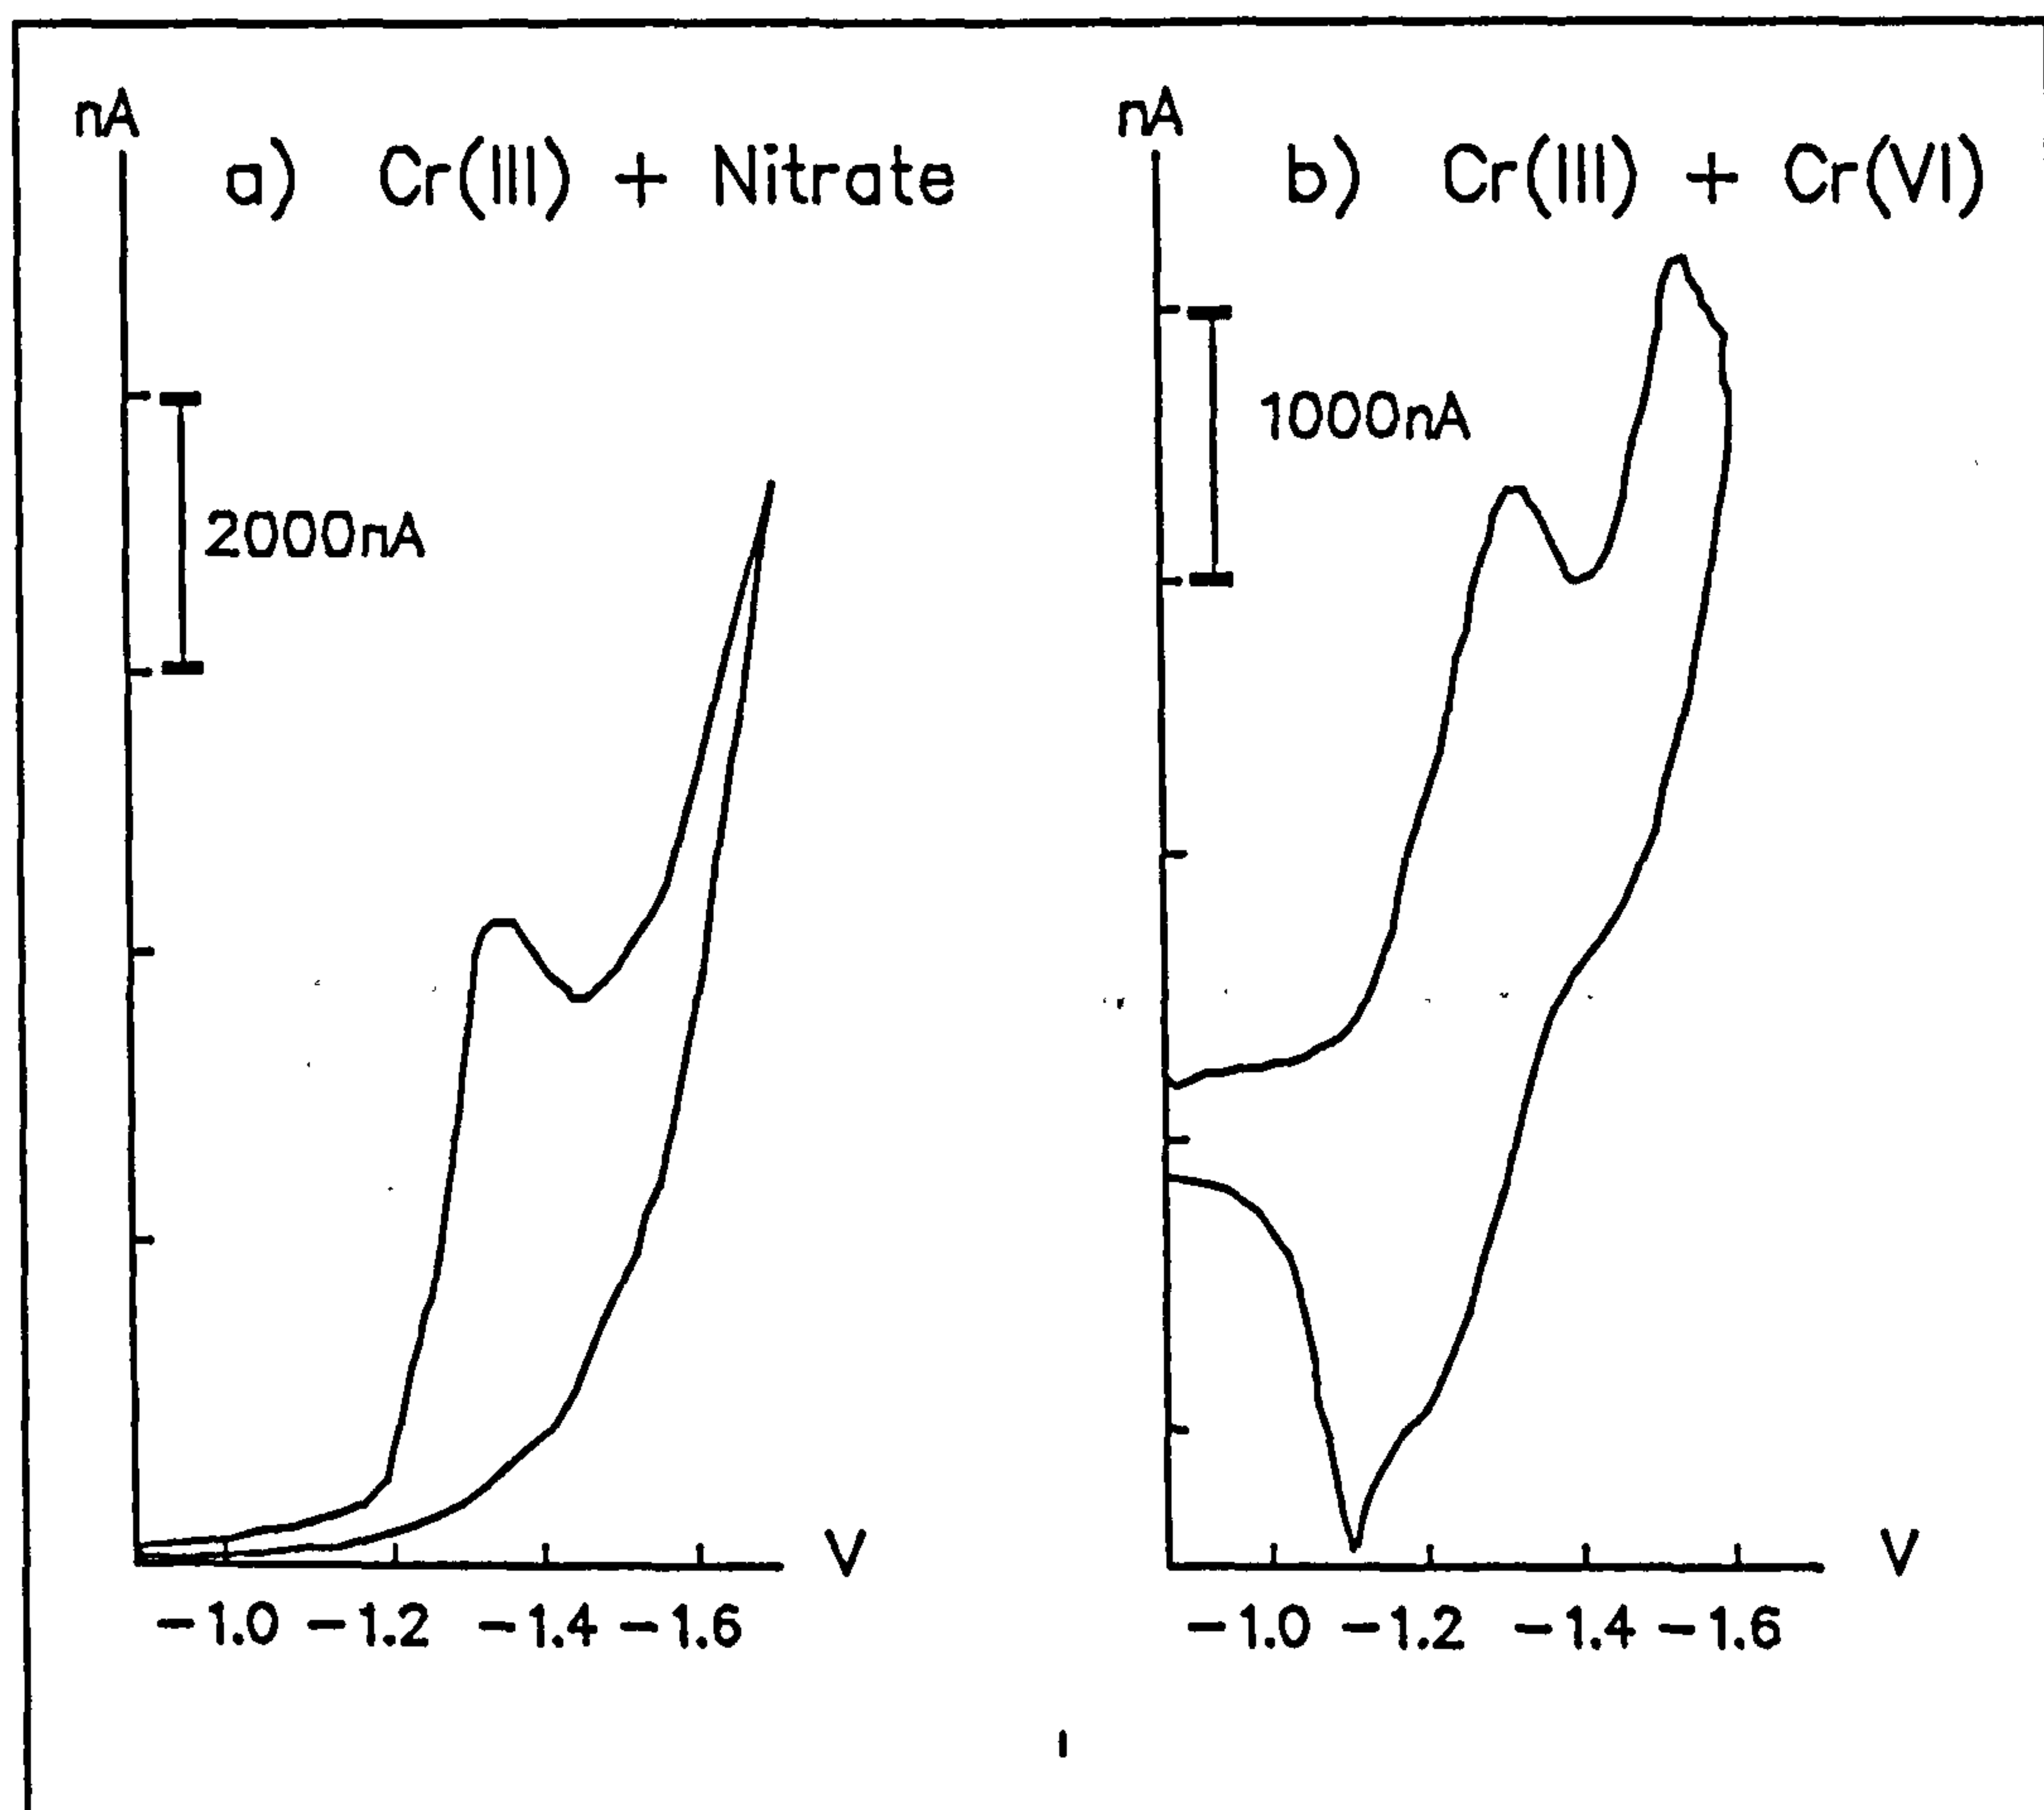 nA
a) Cr(III) + Nitrate
2000nA
V
-1.0 -1.2 -1.4 -1.6
nA
b) Cr(III) + Cr(VI)
1000nA
V
-1.0 -1.2 -1.4 -1.6